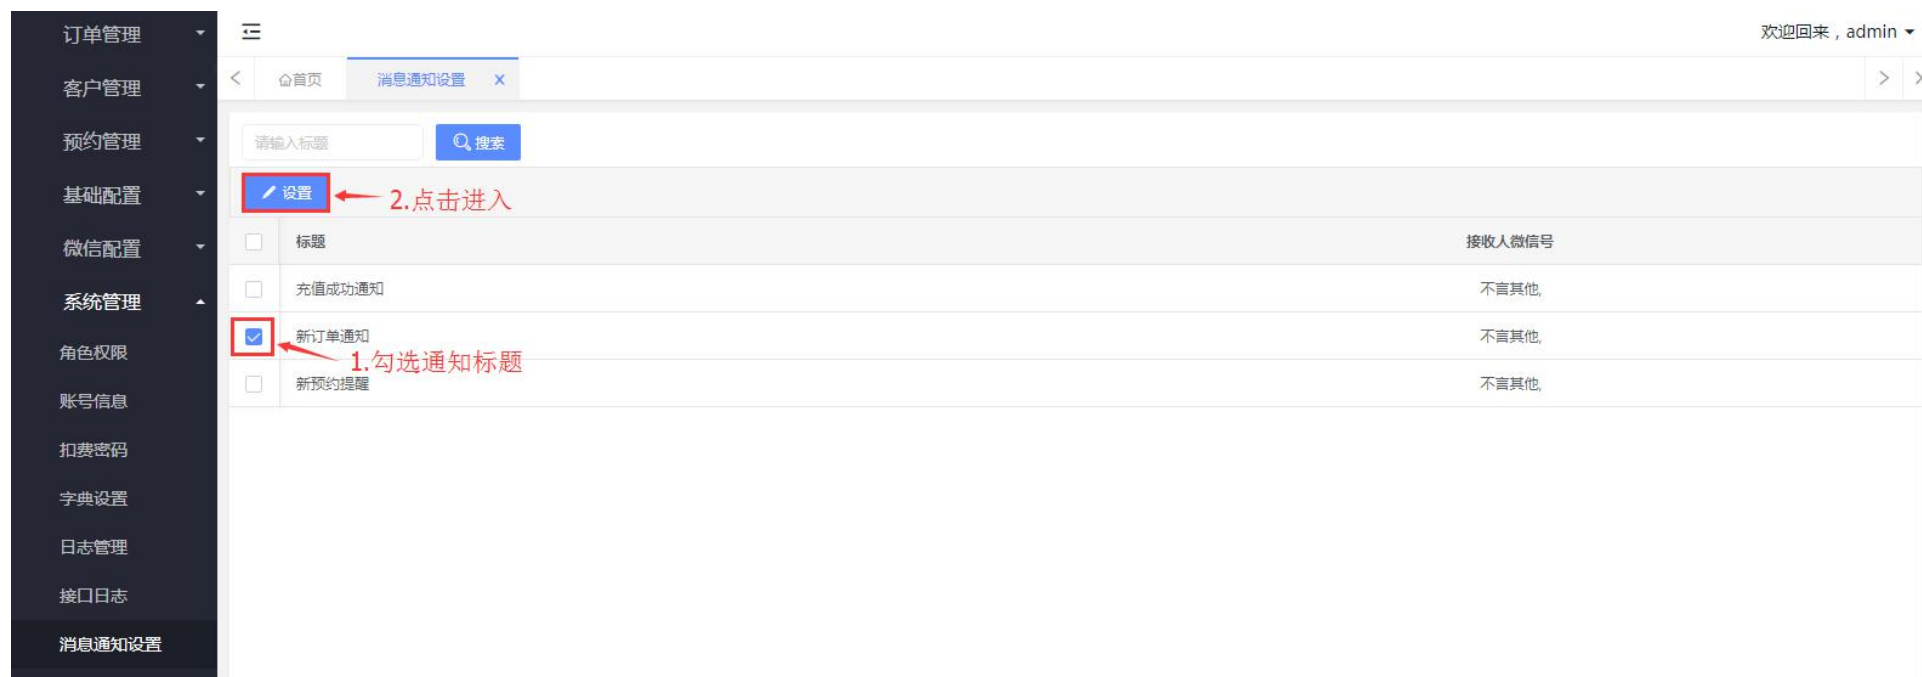 订单管理
欢迎回来，admin
客户管理
首页 消息通知设置 x
预约管理
请输入标题 搜索
基础配置
设置 2.点击进入
微信配置
标题 接收人微信号
系统管理
充值成功通知 不言其他,
新订单通知 不言其他,
1.勾选通知标题
角色权限
新预约提醒 不言其他,
账号信息
扣费密码
字典设置
日志管理
接口日志
消息通知设置